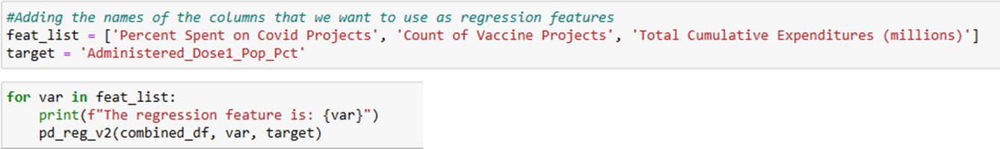 #Adding the names of the columns that we want to use as regression features
feat_list = ['Percent Spent on Covid Projects', 'Count of Vaccine Projects', 'Total Cumulative Expenditures (millions)']
target = 'Administered_Dose1_Pop_Pct'
for var in feat_list:
    print(f"The regression feature is: {var}")
    pd_reg_v2(combined_df, var, target)